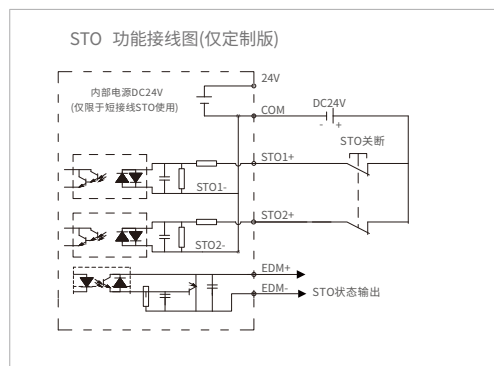 STO 功能接线图(仅定制版)
24V
内部电源DC24V
(仅限于短接线STO使用)
COM
DC24V
- +
STO关断
STO1+
STO1-
STO2+
STO2-
EDM+
EDM-
STO状态输出